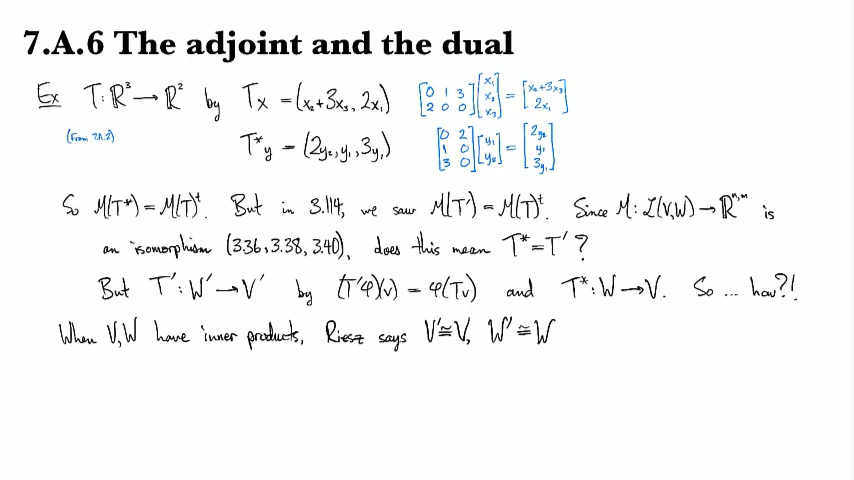 7.A.6 The adjoint and the dual
Ex T: ℝ³ → ℝ² by Tx = (x₂+3x₃, 2x₁) [0 1 3; 2 0 0] [x₁; x₂; x₃] = [x₂+3x₃; 2x₁]
(From 7.A.2) T*y = (2y₂, y₁, 3y₁) [0 2; 1 0; 3 0] [y₁; y₂] = [2y₂; y₁; 3y₁]
So M(T*) = M(T)ᵗ. But in 3.114, we saw M(T') = M(T)ᵗ. Since M: L(V,W) → ℝⁿ,ᵐ is
an isomorphism (3.36, 3.38, 3.40), does this mean T* = T' ?
But T': W' → V' by (T'φ)(v) = φ(Tv) and T*: W → V. So ... how?!
When V, W have inner products, Riesz says V' ≅ V, W' ≅ W